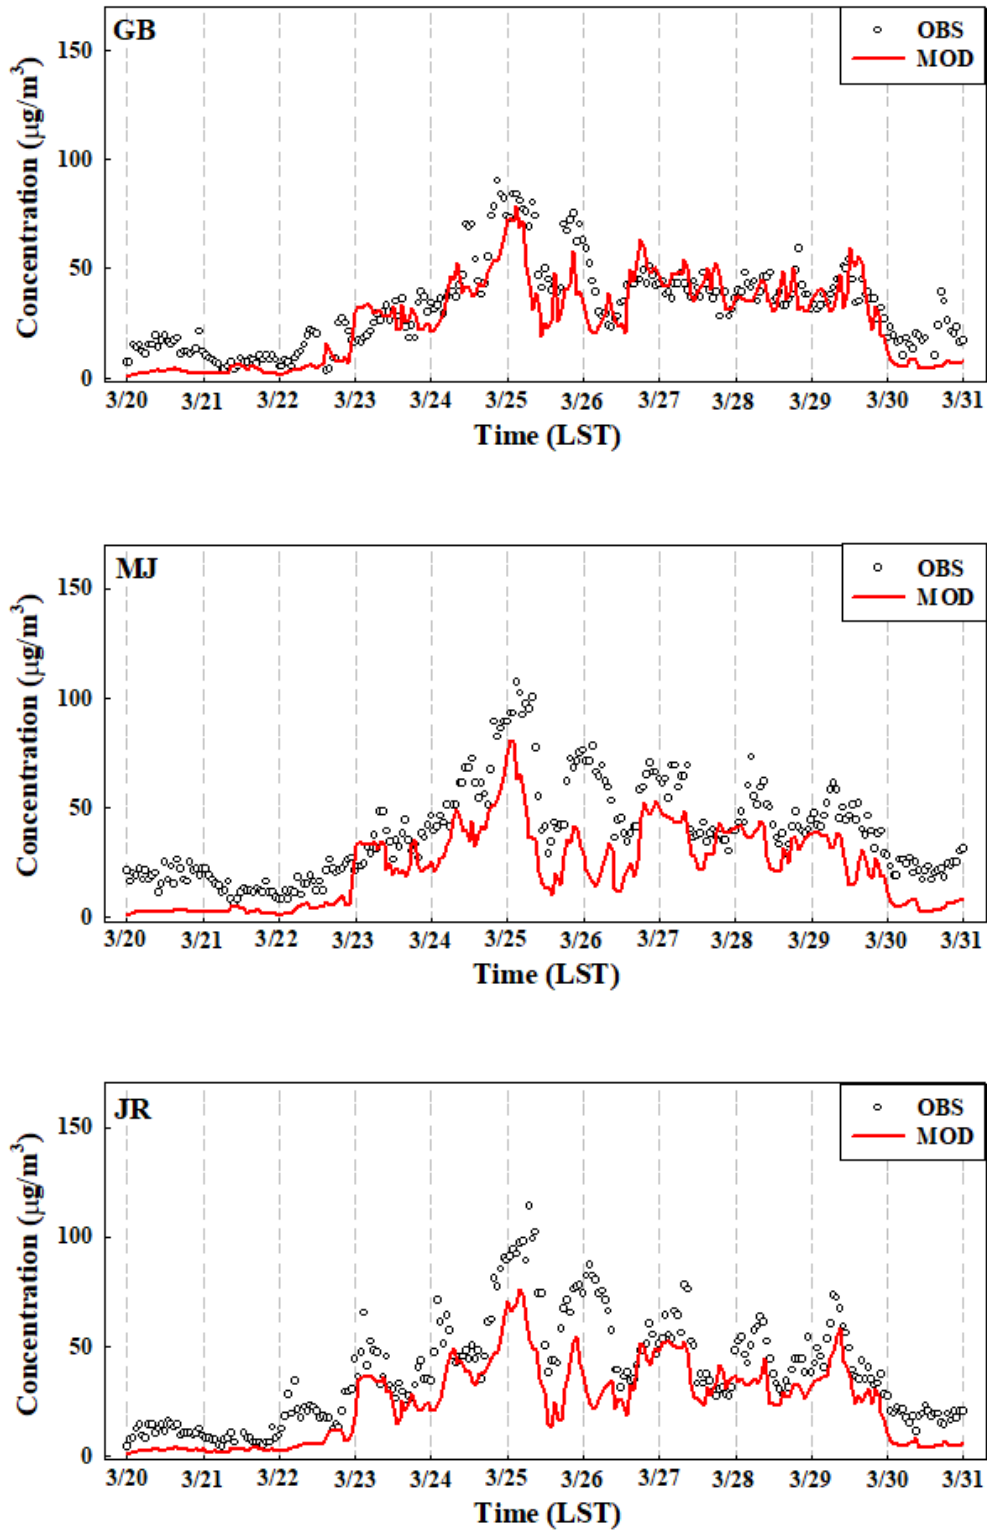 GB
OBS
MOD
150
100
50
0
Concentration (μg/m³)
3/20 3/21 3/22 3/23 3/24 3/25 3/26 3/27 3/28 3/29 3/30 3/31
Time (LST)
MJ
OBS
MOD
150
100
50
0
Concentration (μg/m³)
3/20 3/21 3/22 3/23 3/24 3/25 3/26 3/27 3/28 3/29 3/30 3/31
Time (LST)
JR
OBS
MOD
150
100
50
0
Concentration (μg/m³)
3/20 3/21 3/22 3/23 3/24 3/25 3/26 3/27 3/28 3/29 3/30 3/31
Time (LST)